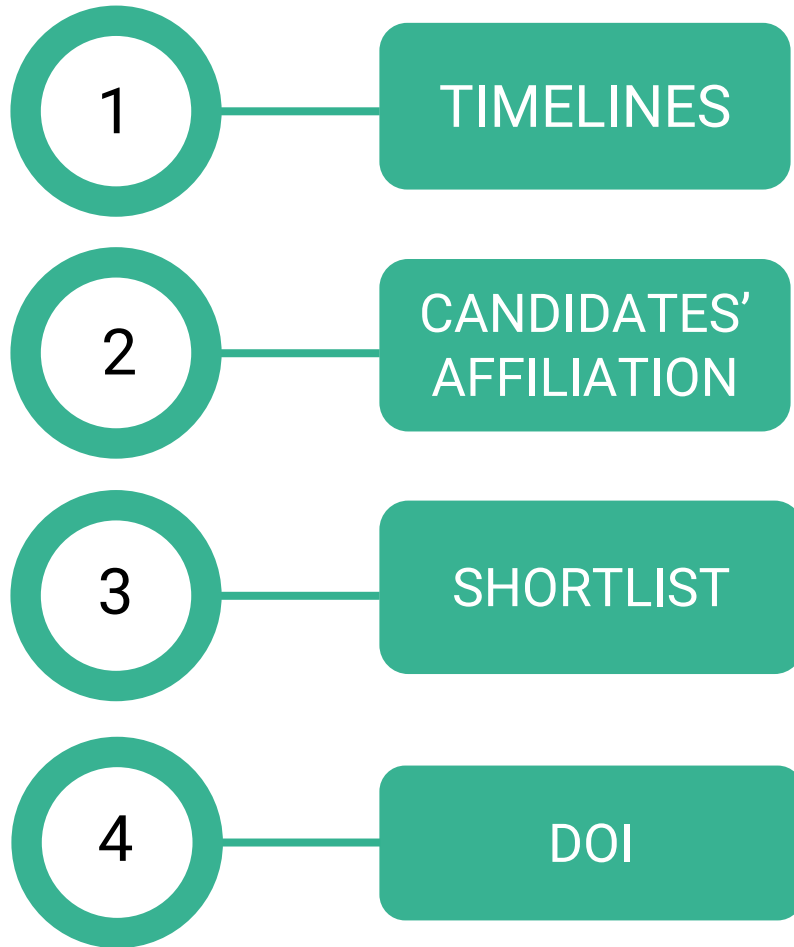 1
TIMELINES
2
CANDIDATES’
AFFILIATION
3
SHORTLIST
4
DOI